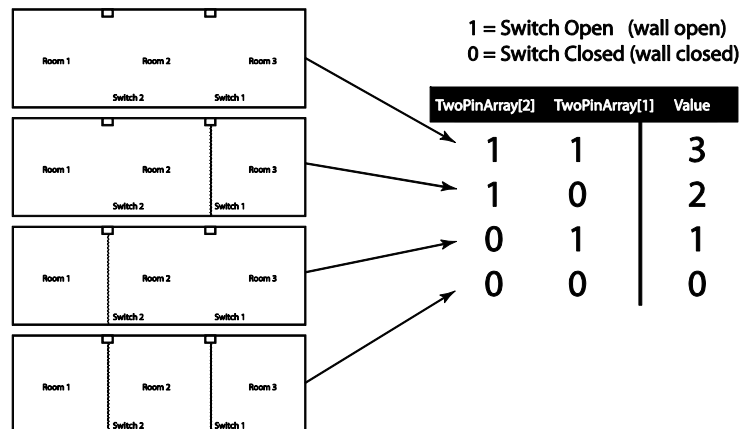 1 = Switch Open (wall open)
0 = Switch Closed (wall closed)
Room 1 Room 2 Room 3
Switch 2 Switch 1
Room 1 Room 2 Room 3
Switch 2 Switch 1
Room 1 Room 2 Room 3
Switch 2 Switch 1
Room 1 Room 2 Room 3
Switch 2 Switch 1
TwoPinArray[2] TwoPinArray[1] Value
1 1 3
1 0 2
0 1 1
0 0 0